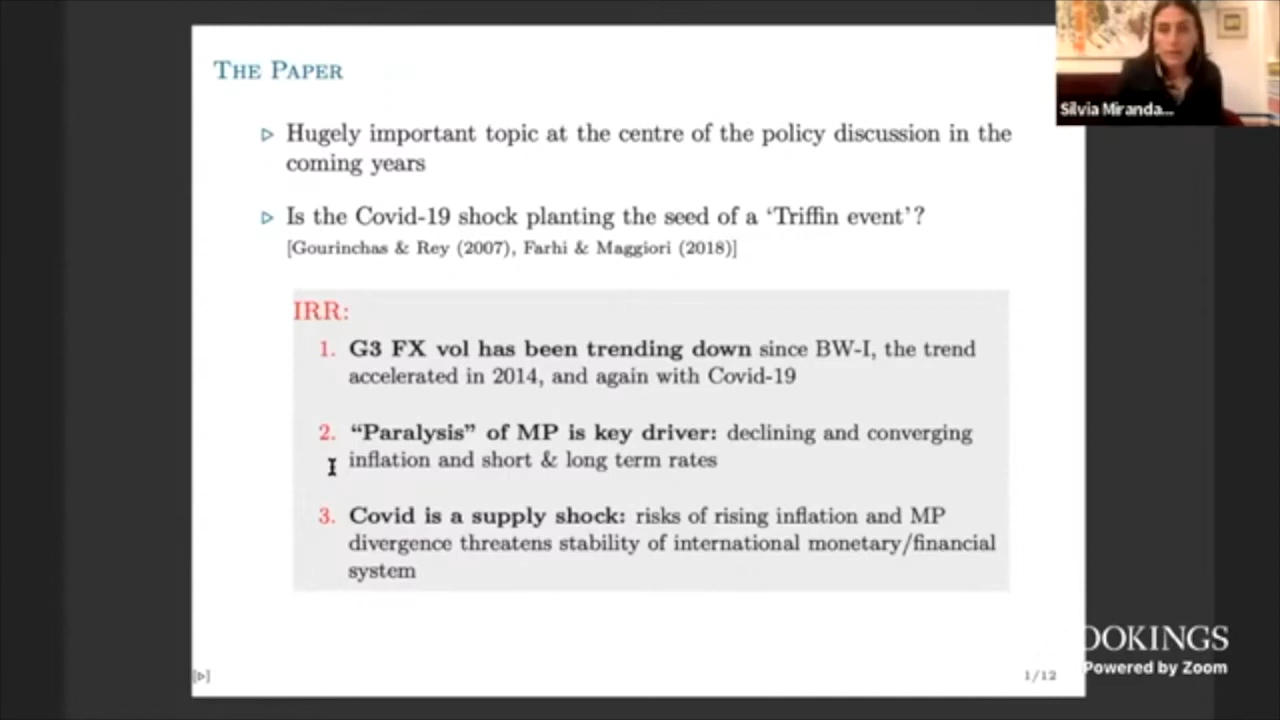 THE PAPER
Silvia Miranda...
▷ Hugely important topic at the centre of the policy discussion in the
coming years
▷ Is the Covid-19 shock planting the seed of a ‘Triffin event’?
[Gourinchas & Rey (2007), Farhi & Maggiori (2018)]
IRR:
1. G3 FX vol has been trending down since BW-I, the trend
accelerated in 2014, and again with Covid-19
2. “Paralysis” of MP is key driver: declining and converging
inflation and short & long term rates
3. Covid is a supply shock: risks of rising inflation and MP
divergence threatens stability of international monetary/financial
system
OOKINGS
Powered by Zoom
[▷]
1/12